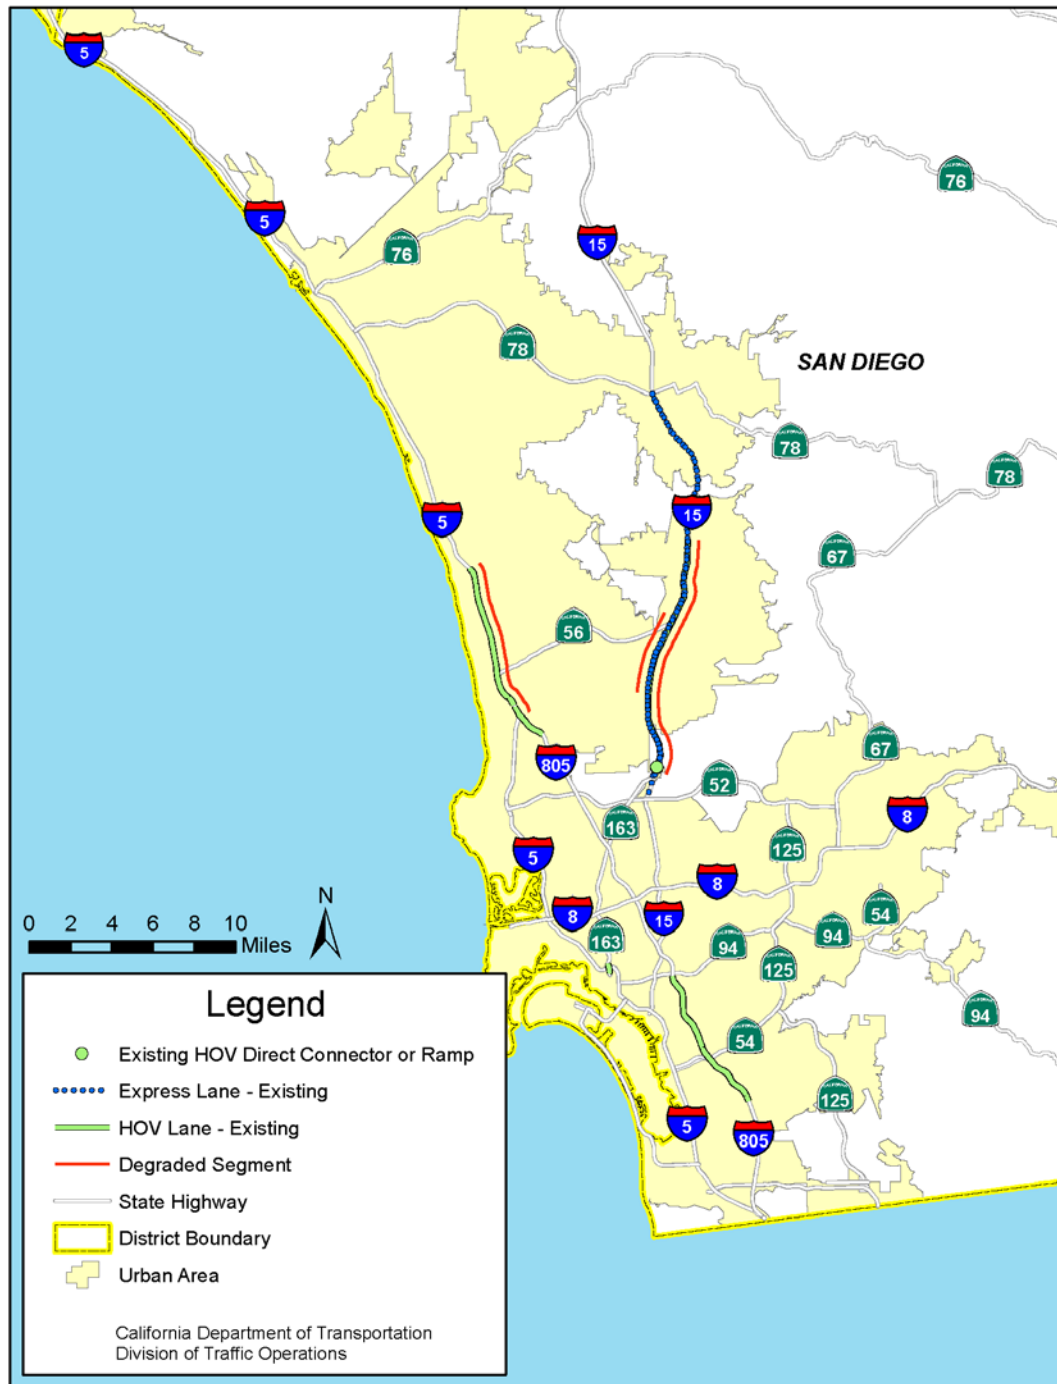 5
76
5
15
76
78
SAN DIEGO
78
78
5
15
67
56
67
805
52
8
163
125
5
8
8
15
54
163
94
94
125
94
54
125
5
805
N
0 2 4 6 8 10
Miles
Legend
Existing HOV Direct Connector or Ramp
Express Lane - Existing
HOV Lane - Existing
Degraded Segment
State Highway
District Boundary
Urban Area
California Department of Transportation
Division of Traffic Operations